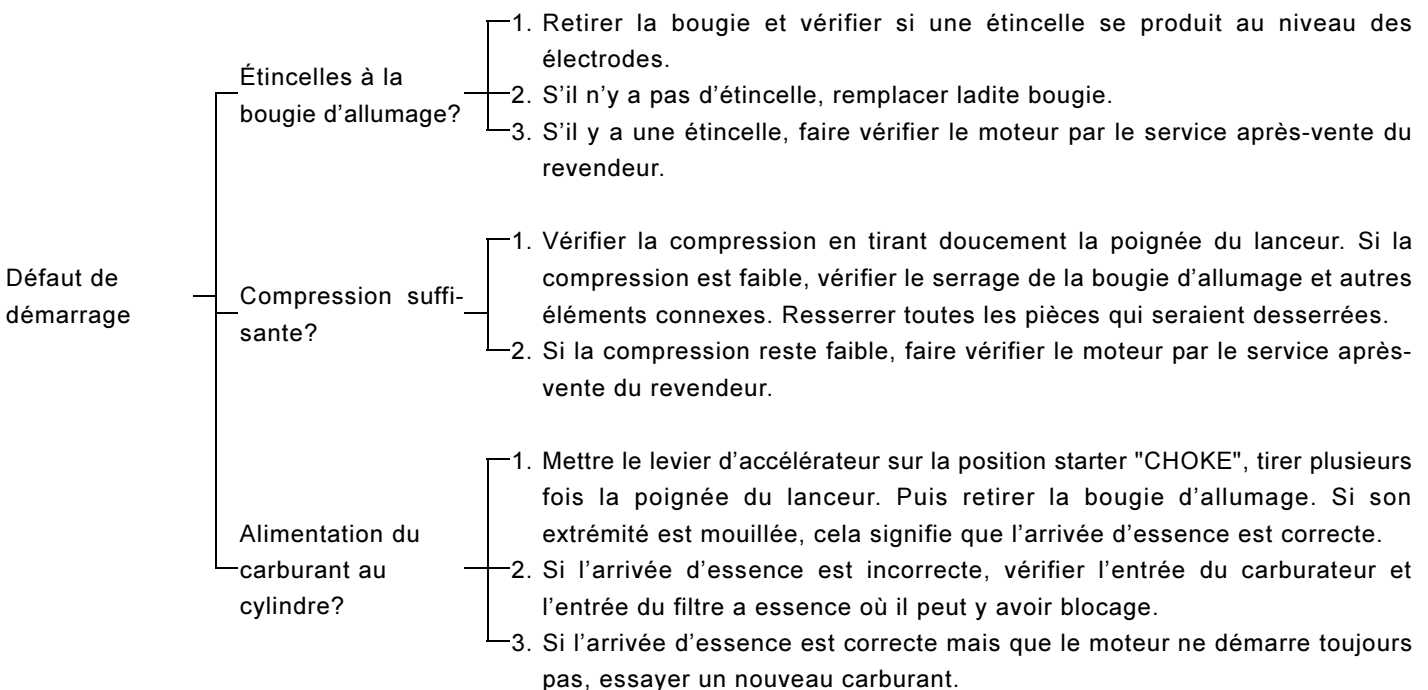 Défaut de
démarrage
Étincelles à la
bougie d’allumage?
1. Retirer la bougie et vérifier si une étincelle se produit au niveau des
électrodes.
2. S’il n’y a pas d’étincelle, remplacer ladite bougie.
3. S’il y a une étincelle, faire vérifier le moteur par le service après-vente du
revendeur.
Compression suffi-
sante?
1. Vérifier la compression en tirant doucement la poignée du lanceur. Si la
compression est faible, vérifier le serrage de la bougie d’allumage et autres
éléments connexes. Resserrer toutes les pièces qui seraient desserrées.
2. Si la compression reste faible, faire vérifier le moteur par le service après-
vente du revendeur.
Alimentation du
carburant au
cylindre?
1. Mettre le levier d’accélérateur sur la position starter "CHOKE", tirer plusieurs
fois la poignée du lanceur. Puis retirer la bougie d’allumage. Si son
extrémité est mouillée, cela signifie que l’arrivée d’essence est correcte.
2. Si l’arrivée d’essence est incorrecte, vérifier l’entrée du carburateur et
l’entrée du filtre a essence où il peut y avoir blocage.
3. Si l’arrivée d’essence est correcte mais que le moteur ne démarre toujours
pas, essayer un nouveau carburant.